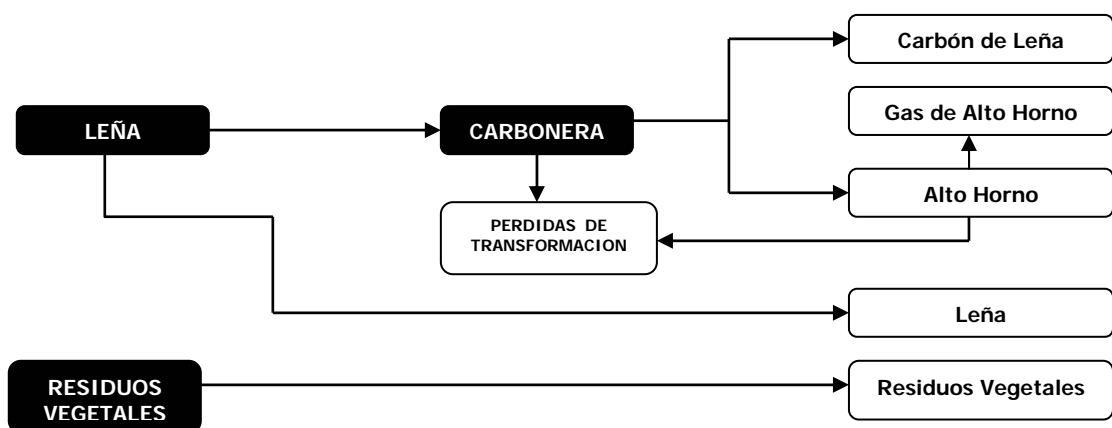 Carbón de Leña
Gas de Alto Horno
LEÑA
CARBONERA
Alto Horno
PERDIDAS DE
TRANSFORMACION
Leña
RESIDUOS
VEGETALES
Residuos Vegetales